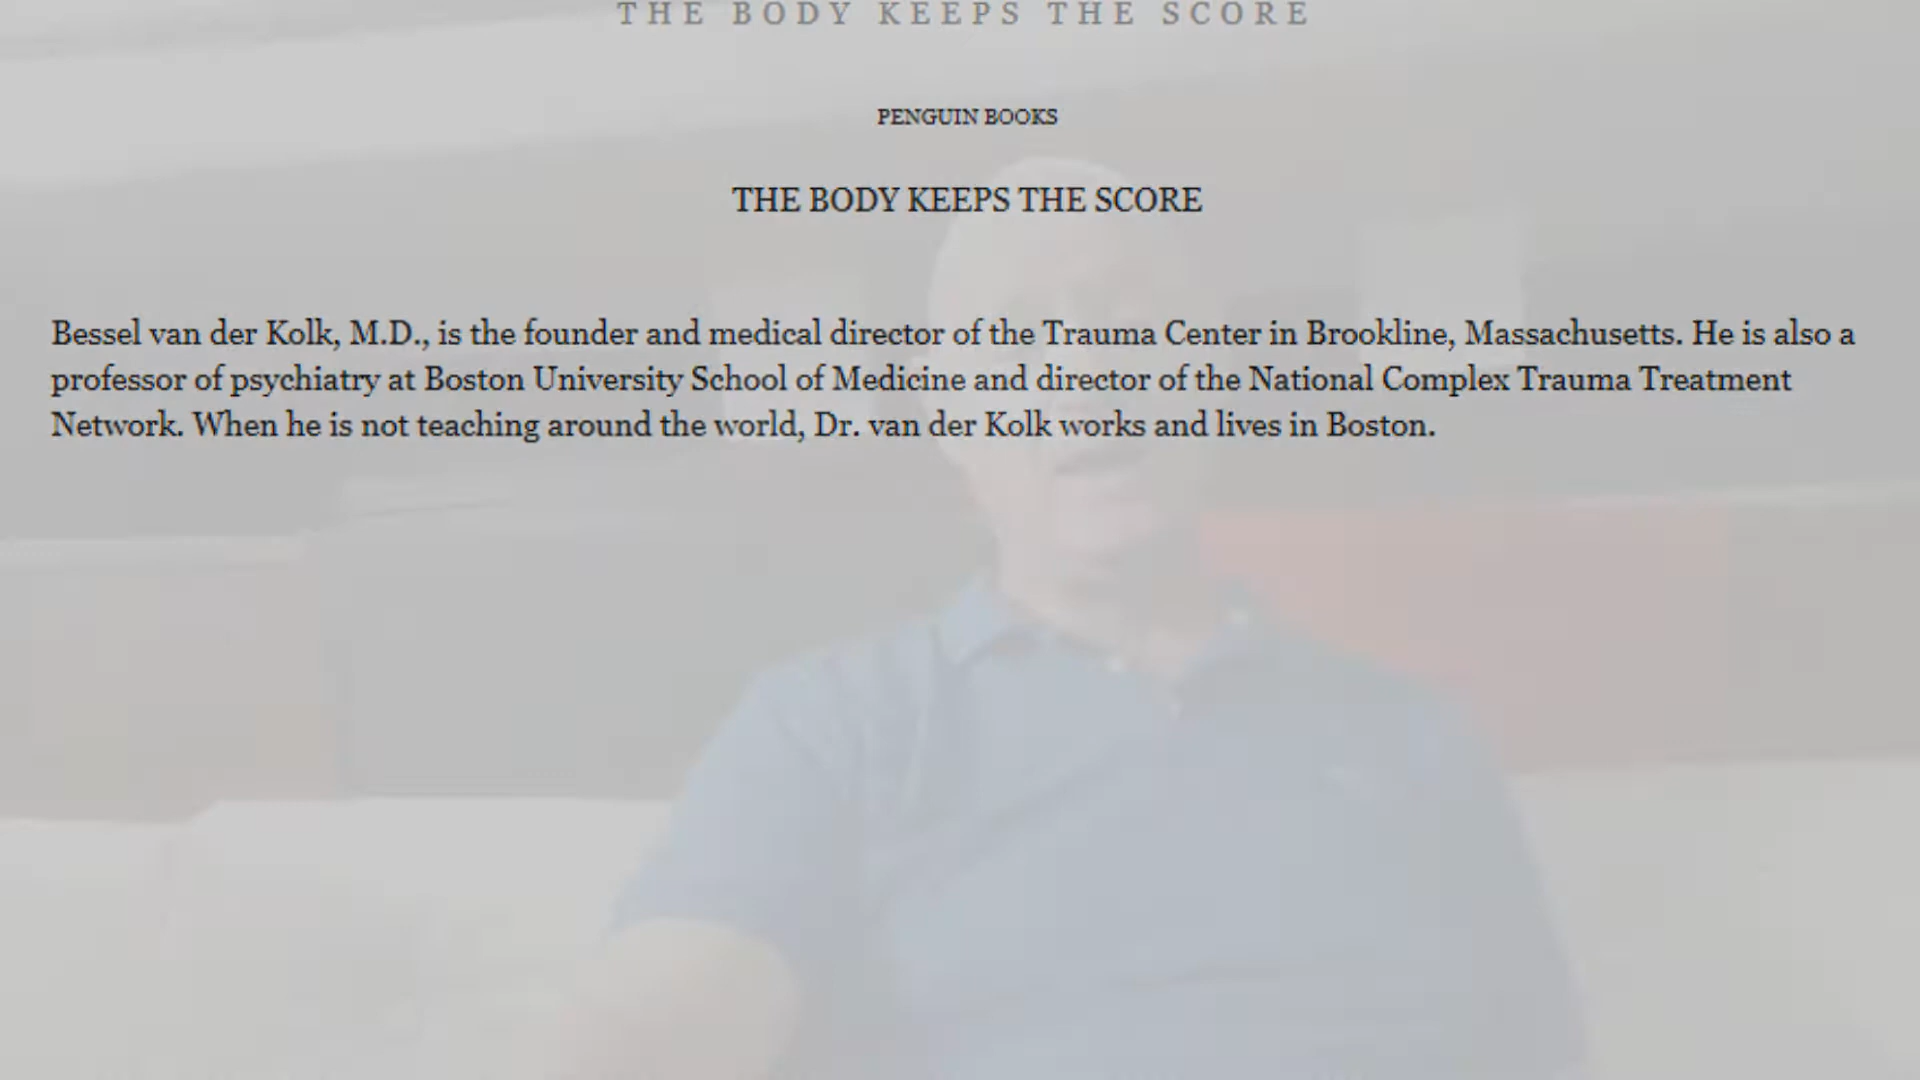 THE BODY KEEPS THE SCORE
PENGUIN BOOKS
THE BODY KEEPS THE SCORE
Bessel van der Kolk, M.D., is the founder and medical director of the Trauma Center in Brookline, Massachusetts. He is also a
professor of psychiatry at Boston University School of Medicine and director of the National Complex Trauma Treatment
Network. When he is not teaching around the world, Dr. van der Kolk works and lives in Boston.